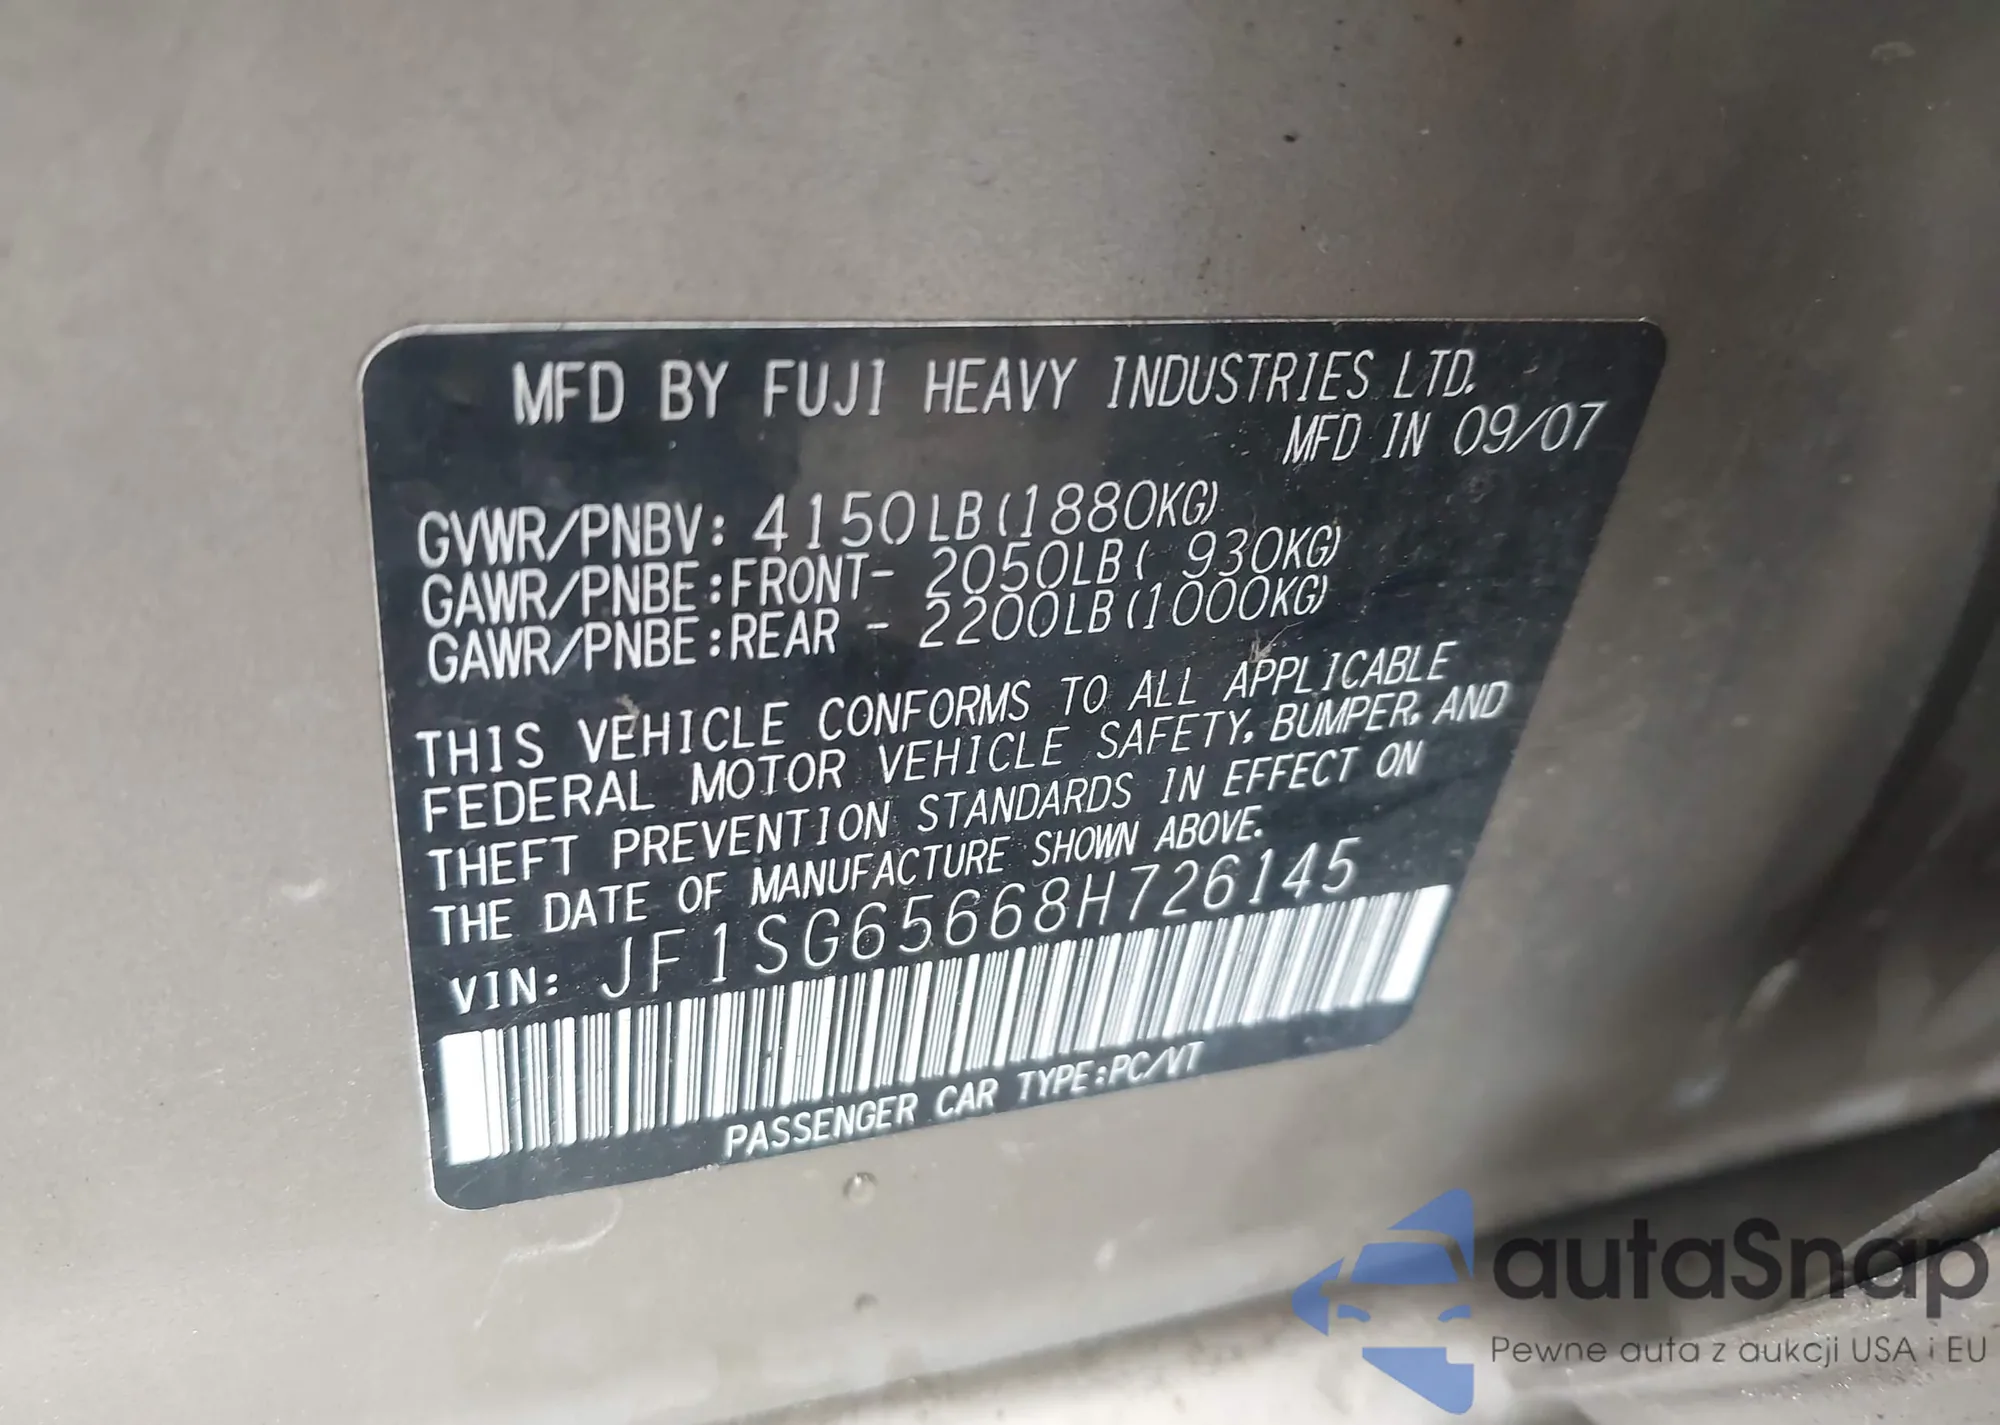 MFD BY FUJI HEAVY INDUSTRIES LTD.
MFD IN 09/07
GVWR/PNBV: 4150LB(1880KG)
GAWR/PNBE:FRONT- 2050LB( 930KG)
GAWR/PNBE:REAR - 2200LB(1000KG)
THIS VEHICLE CONFORMS TO ALL APPLICABLE
FEDERAL MOTOR VEHICLE SAFETY, BUMPER, AND
THEFT PREVENTION STANDARDS IN EFFECT ON
THE DATE OF MANUFACTURE SHOWN ABOVE.
VIN: JF1SG65668H726145
PASSENGER CAR TYPE:PC/VT
autaSnap
Pewne auta z aukcji USA i EU